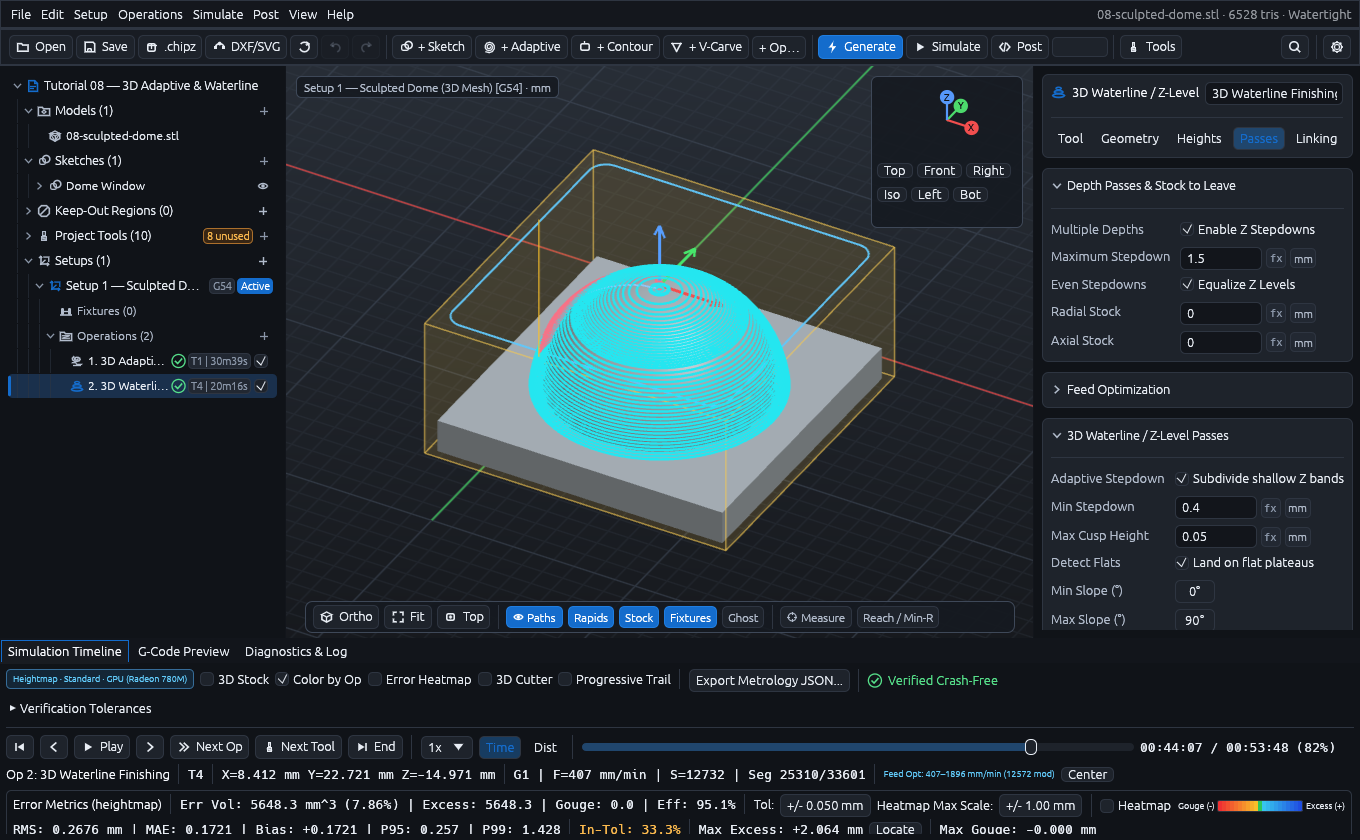 File Edit Setup Operations Simulate Post View Help
08-sculpted-dome.stl · 6528 tris · Watertight
Open Save .chipz DXF/SVG + Sketch + Adaptive + Contour + V-Carve + Op... Generate Simulate Post Tools
Tutorial 08 — 3D Adaptive & Waterline
Models (1) +
08-sculpted-dome.stl
Sketches (1) +
Dome Window
Keep-Out Regions (0) +
Project Tools (10) 8 unused +
Setups (1) +
Setup 1 — Sculpted D... G54 Active
Fixtures (0)
Operations (2) +
1. 3D Adapti... T1 | 30m39s
2. 3D Waterli... T4 | 20m16s
Setup 1 — Sculpted Dome (3D Mesh) [G54] · mm
Z
Y
X
Top Front Right
Iso Left Bot
Ortho Fit Top Paths Rapids Stock Fixtures Ghost Measure Reach / Min-R
3D Waterline / Z-Level 3D Waterline Finishing
Tool Geometry Heights Passes Linking
Depth Passes & Stock to Leave
Multiple Depths Enable Z Stepdowns
Maximum Stepdown 1.5 fx mm
Even Stepdowns Equalize Z Levels
Radial Stock 0 fx mm
Axial Stock 0 fx mm
Feed Optimization
3D Waterline / Z-Level Passes
Adaptive Stepdown Subdivide shallow Z bands
Min Stepdown 0.4 fx mm
Max Cusp Height 0.05 fx mm
Detect Flats Land on flat plateaus
Min Slope (°) 0°
Max Slope (°) 90°
Simulation Timeline G-Code Preview Diagnostics & Log
Heightmap · Standard · GPU (Radeon 780M) 3D Stock Color by Op Error Heatmap 3D Cutter Progressive Trail Export Metrology JSON... Verified Crash-Free
Verification Tolerances
Play Next Op Next Tool End 1x Time Dist 00:44:07 / 00:53:48 (82%)
Op 2: 3D Waterline Finishing T4 X=8.412 mm Y=22.721 mm Z=-14.971 mm G1 | F=407 mm/min | S=12732 | Seg 25310/33601 Feed Opt: 407–1896 mm/min (12572 mod) Center
Error Metrics (heightmap) Err Vol: 5648.3 mm^3 (7.86%) | Excess: 5648.3 | Gouge: 0.0 | Eff: 95.1% Tol: +/- 0.050 mm Heatmap Max Scale: +/- 1.00 mm Heatmap Gouge (-) Excess (+)
RMS: 0.2676 mm | MAE: 0.1721 | Bias: +0.1721 | P95: 0.257 | P99: 1.428 In-Tol: 33.3% Max Excess: +2.064 mm Locate Max Gouge: -0.000 mm